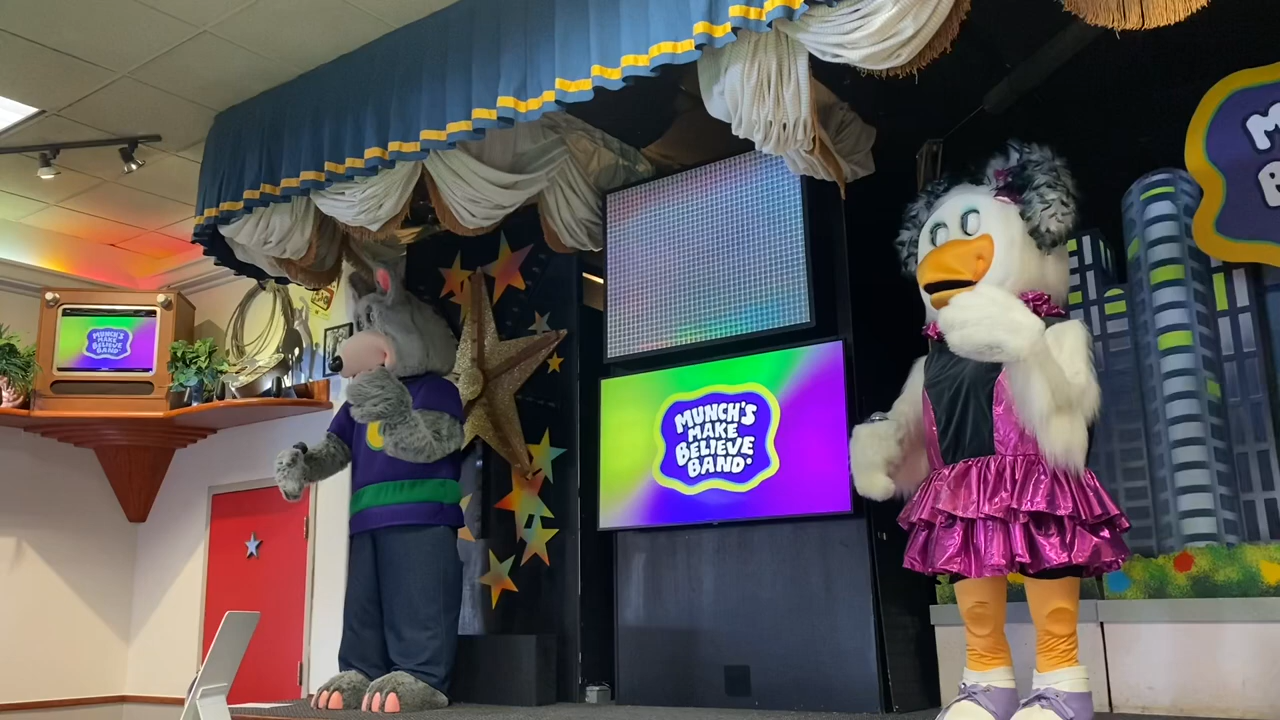 MUNCH'S
MAKE
BELIEVE
BAND
MUNCH'S
MAKE
BELIEVE
BAND®
M
B